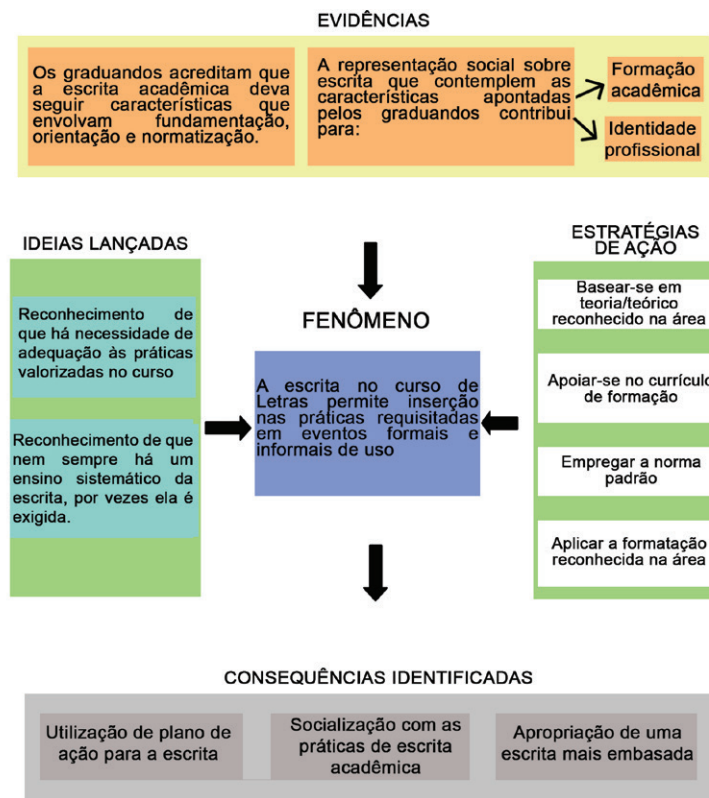 EVIDÊNCIAS
Os graduandos acreditam que
a escrita acadêmica deva
seguir características que
envolvam fundamentação,
orientação e normatização.
A representação social sobre
escrita que contemplem as
características apontadas
pelos graduandos contribui
para:
Formação
acadêmica
Identidade
profissional
IDEIAS LANÇADAS
Reconhecimento de
que há necessidade de
adequação às práticas
valorizadas no curso
Reconhecimento de que
nem sempre há um
ensino sistemático da
escrita, por vezes ela é
exigida.
FENÔMENO
A escrita no curso de
Letras permite inserção
nas práticas requisitadas
em eventos formais e
informais de uso
ESTRATÉGIAS
DE AÇÃO
Basear-se em
teoria/teórico
reconhecido na área
Apoiar-se no currículo
de formação
Empregar a norma
padrão
Aplicar a formatação
reconhecida na área
CONSEQUÊNCIAS IDENTIFICADAS
Utilização de plano de
ação para a escrita
Socialização com as
práticas de escrita
acadêmica
Apropriação de uma
escrita mais embasada